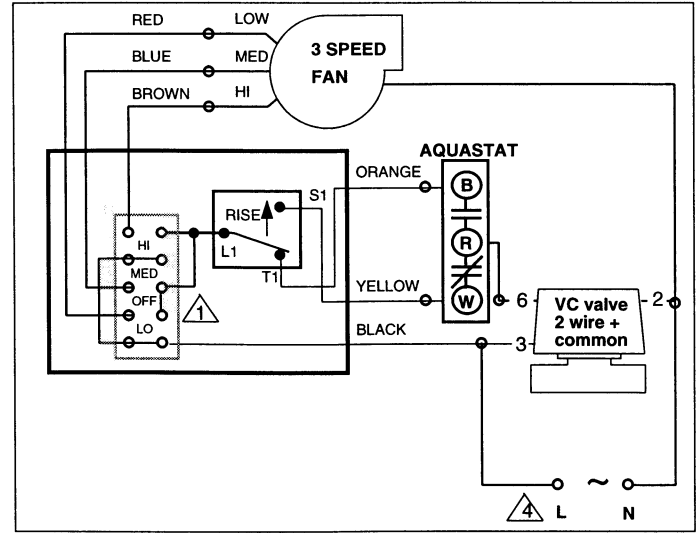 RED LOW
BLUE MED
BROWN HI
3 SPEED
FAN
AQUASTAT
ORANGE
B
S1
RISE
HI
L1
R
MED
T1
OFF
1
YELLOW
W
6
VC valve
2 wire +
common
2
LO
BLACK
3
4
L
~
N